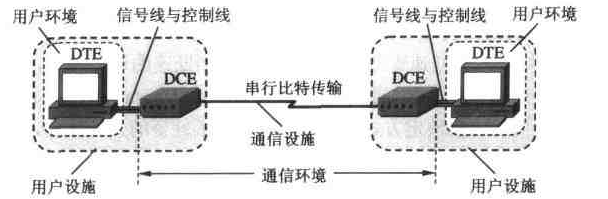 用户环境
信号线与控制线
信号线与控制线
用户环境
DTE
DCE
串行比特传输
DCE
DTE
通信设施
通信环境
用户设施
用户设施